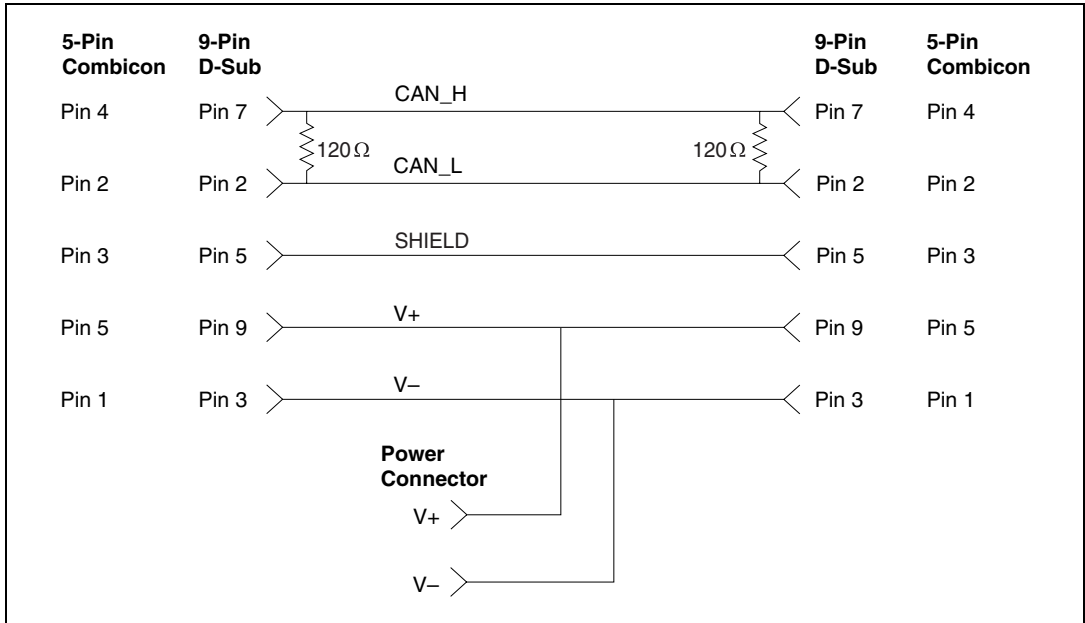 5-Pin Combicon 9-Pin D-Sub 9-Pin D-Sub 5-Pin Combicon
Pin 4 Pin 7 CAN_H Pin 7 Pin 4
120Ω 120Ω
Pin 2 Pin 2 CAN_L Pin 2 Pin 2
Pin 3 Pin 5 SHIELD Pin 5 Pin 3
Pin 5 Pin 9 V+ Pin 9 Pin 5
Pin 1 Pin 3 V– Pin 3 Pin 1
Power
Connector
V+
V–